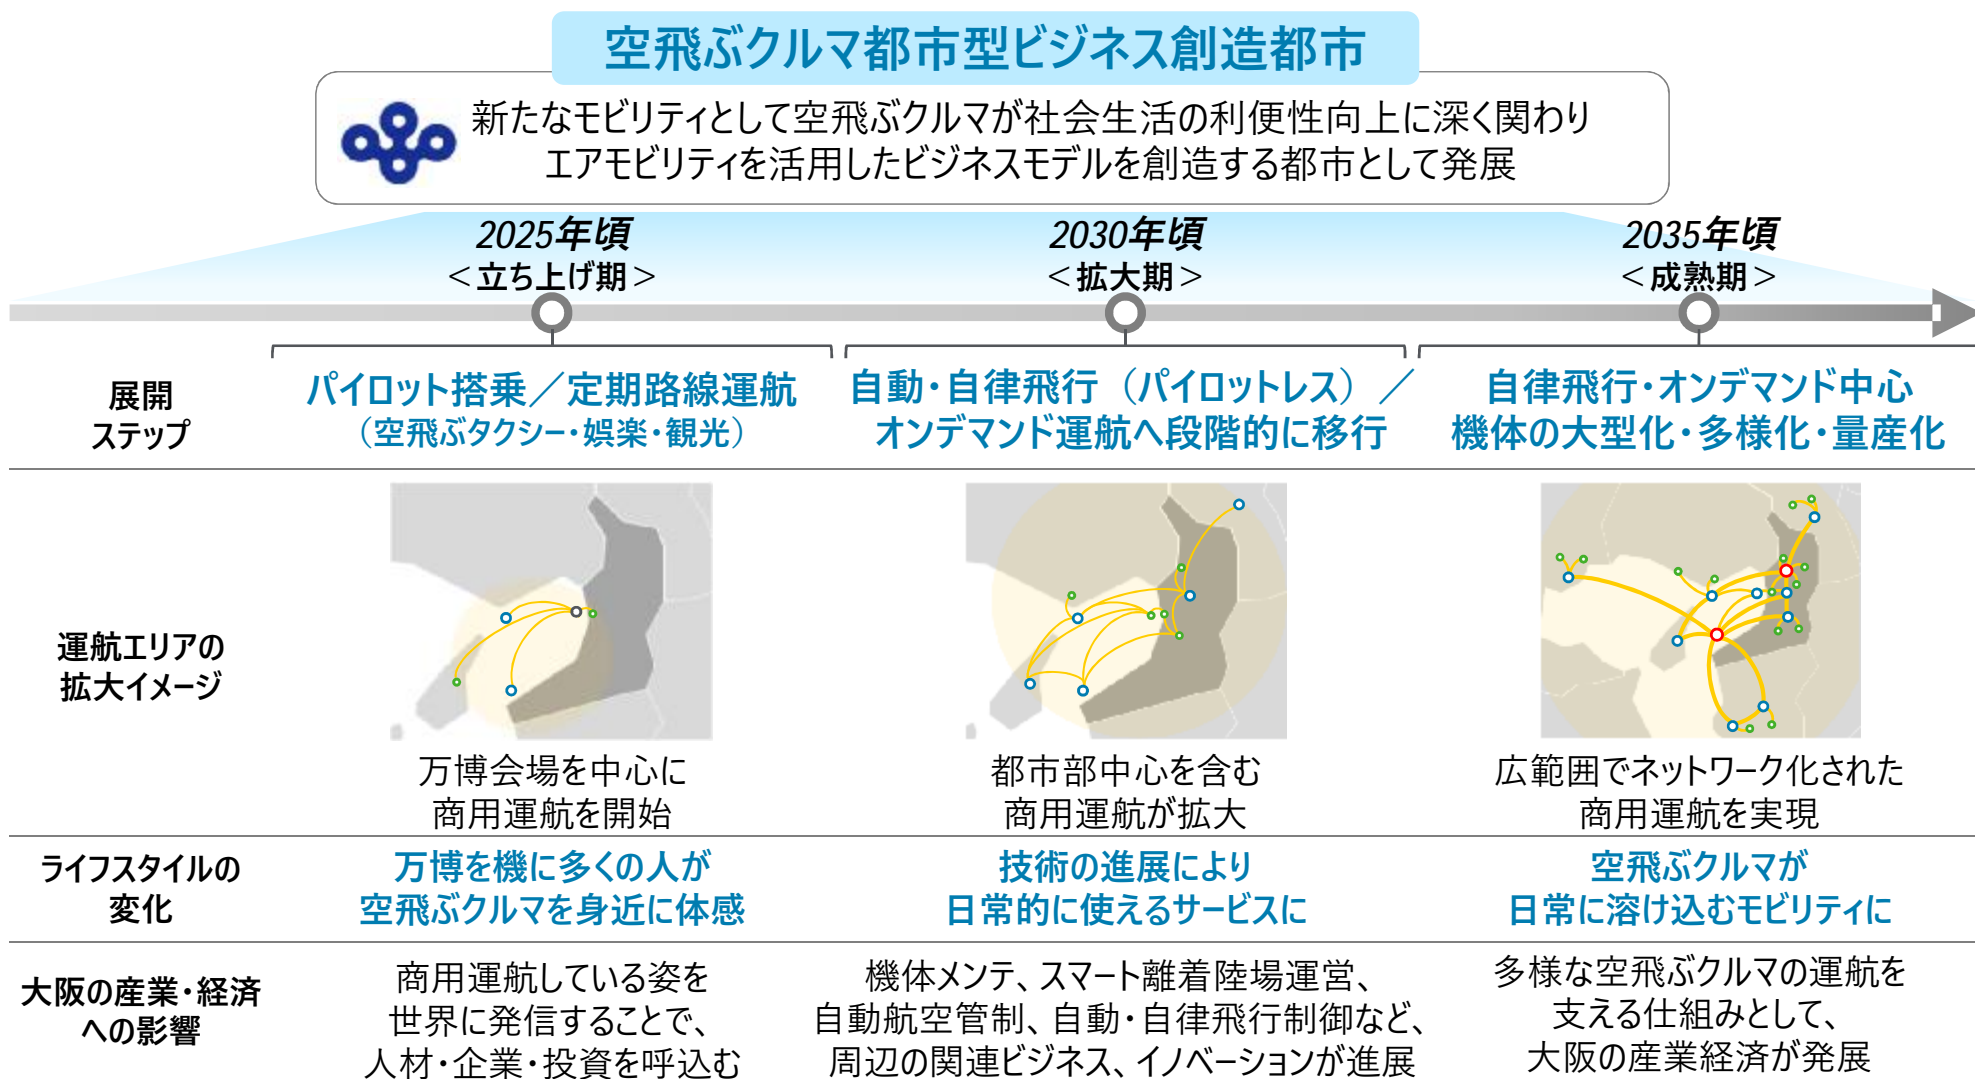 空飛ぶクルマ都市型ビジネス創造都市
新たなモビリティとして空飛ぶクルマが社会生活の利便性向上に深く関わり
エアモビリティを活用したビジネスモデルを創造する都市として発展
2025年頃
＜立ち上げ期＞
2030年頃
＜拡大期＞
2035年頃
＜成熟期＞
展開
ステップ
パイロット搭乗／定期路線運航
（空飛ぶタクシー・娯楽・観光）
自動・自律飛行（パイロットレス）／
オンデマンド運航へ段階的に移行
自律飛行・オンデマンド中心
機体の大型化・多様化・量産化
運航エリアの
拡大イメージ
万博会場を中心に
商用運航を開始
都市部中心を含む
商用運航が拡大
広範囲でネットワーク化された
商用運航を実現
ライフスタイルの
変化
万博を機に多くの人が
空飛ぶクルマを身近に体感
技術の進展により
日常的に使えるサービスに
空飛ぶクルマが
日常に溶け込むモビリティに
大阪の産業・経済
への影響
商用運航している姿を
世界に発信することで、
人材・企業・投資を呼込む
機体メンテ、スマート離着陸場運営、
自動航空管制、自動・自律飛行制御など、
周辺の関連ビジネス、イノベーションが進展
多様な空飛ぶクルマの運航を
支える仕組みとして、
大阪の産業経済が発展